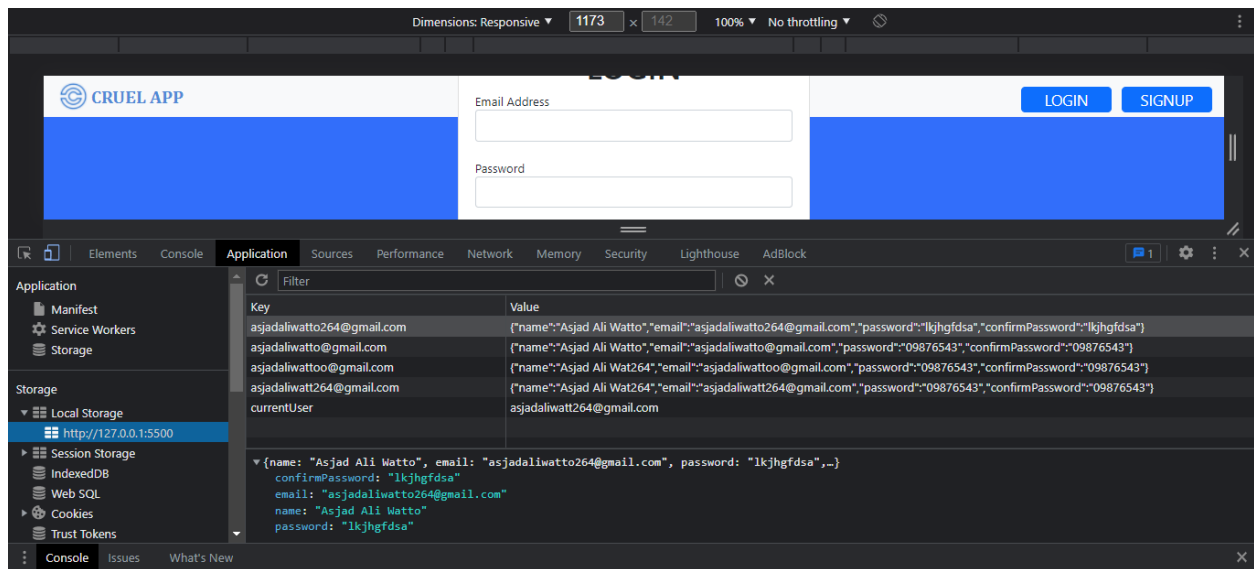 Dimensions: Responsive ▼ 1173 × 142 100% ▼ No throttling ▼
LOGIN
CRUEL APP
LOGIN SIGNUP
Email Address
Password
Elements Console Application Sources Performance Network Memory Security Lighthouse AdBlock 1
Application
Manifest
Service Workers
Storage
Storage
Local Storage
http://127.0.0.1:5500
Session Storage
IndexedDB
Web SQL
Cookies
Trust Tokens
Filter
Key Value
asjadaliwatto264@gmail.com {"name":"Asjad Ali Watto","email":"asjadaliwatto264@gmail.com","password":"lkjhgfdsa","confirmPassword":"lkjhgfdsa"}
asjadaliwatto@gmail.com {"name":"Asjad Ali Watto","email":"asjadaliwatto@gmail.com","password":"09876543","confirmPassword":"09876543"}
asjadaliwattoo@gmail.com {"name":"Asjad Ali Wat264","email":"asjadaliwattoo@gmail.com","password":"09876543","confirmPassword":"09876543"}
asjadaliwatt264@gmail.com {"name":"Asjad Ali Wat264","email":"asjadaliwatt264@gmail.com","password":"09876543","confirmPassword":"09876543"}
currentUser asjadaliwatt264@gmail.com
▼{name: "Asjad Ali Watto", email: "asjadaliwatto264@gmail.com", password: "lkjhgfdsa",…}
confirmPassword: "lkjhgfdsa"
email: "asjadaliwatto264@gmail.com"
name: "Asjad Ali Watto"
password: "lkjhgfdsa"
Console Issues What's New